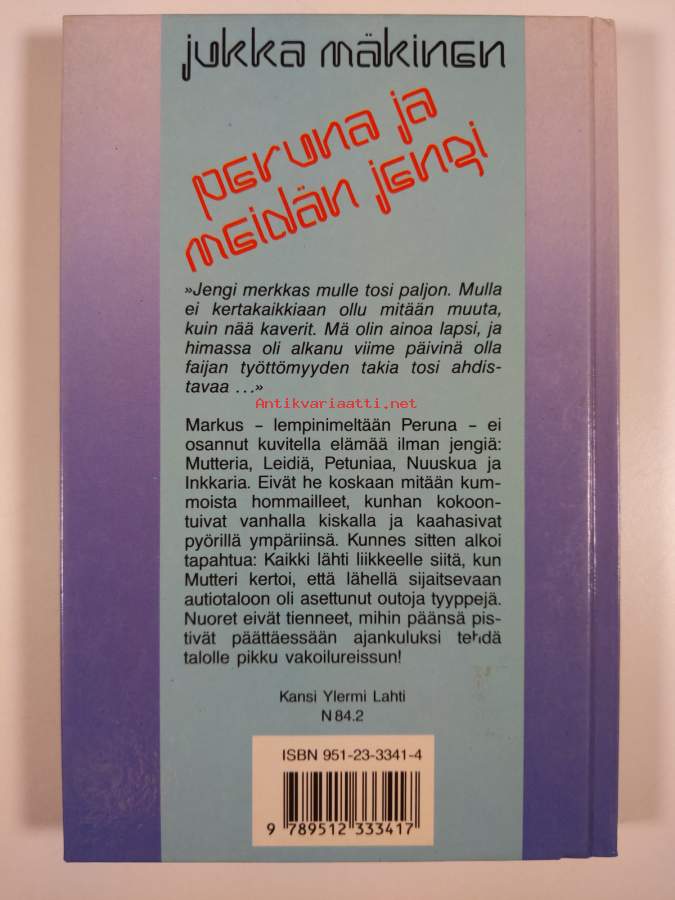 jukka mäkinen
peruna ja
meidän jengi
»Jengi merkkas mulle tosi paljon. Mulla
ei kertakaikkiaan ollu mitään muuta,
kuin nää kaverit. Mä olin ainoa lapsi, ja
himassa oli alkanu viime päivinä olla
faijan työttömyyden takia tosi ahdis-
tavaa ...»
Antikvariaatti.net
Markus – lempinimeltään Peruna – ei
osannut kuvitella elämää ilman jengiä:
Mutteria, Leidiä, Petuniaa, Nuuskua ja
Inkkaria. Eivät he koskaan mitään kum-
moista hommailleet, kunhan kokoon-
tuivat vanhalla kiskalla ja kaahasivat
pyörillä ympäriinsä. Kunnes sitten alkoi
tapahtua: Kaikki lähti liikkeelle siitä, kun
Mutteri kertoi, että lähellä sijaitsevaan
autiotaloon oli asettunut outoja tyyppejä.
Nuoret eivät tienneet, mihin päänsä pis-
tivät päättäessään ajankuluksi tehdä
talolle pikku vakoilureissun!
Kansi Ylermi Lahti
N 84.2
ISBN 951-23-3341-4
9 789512 333417